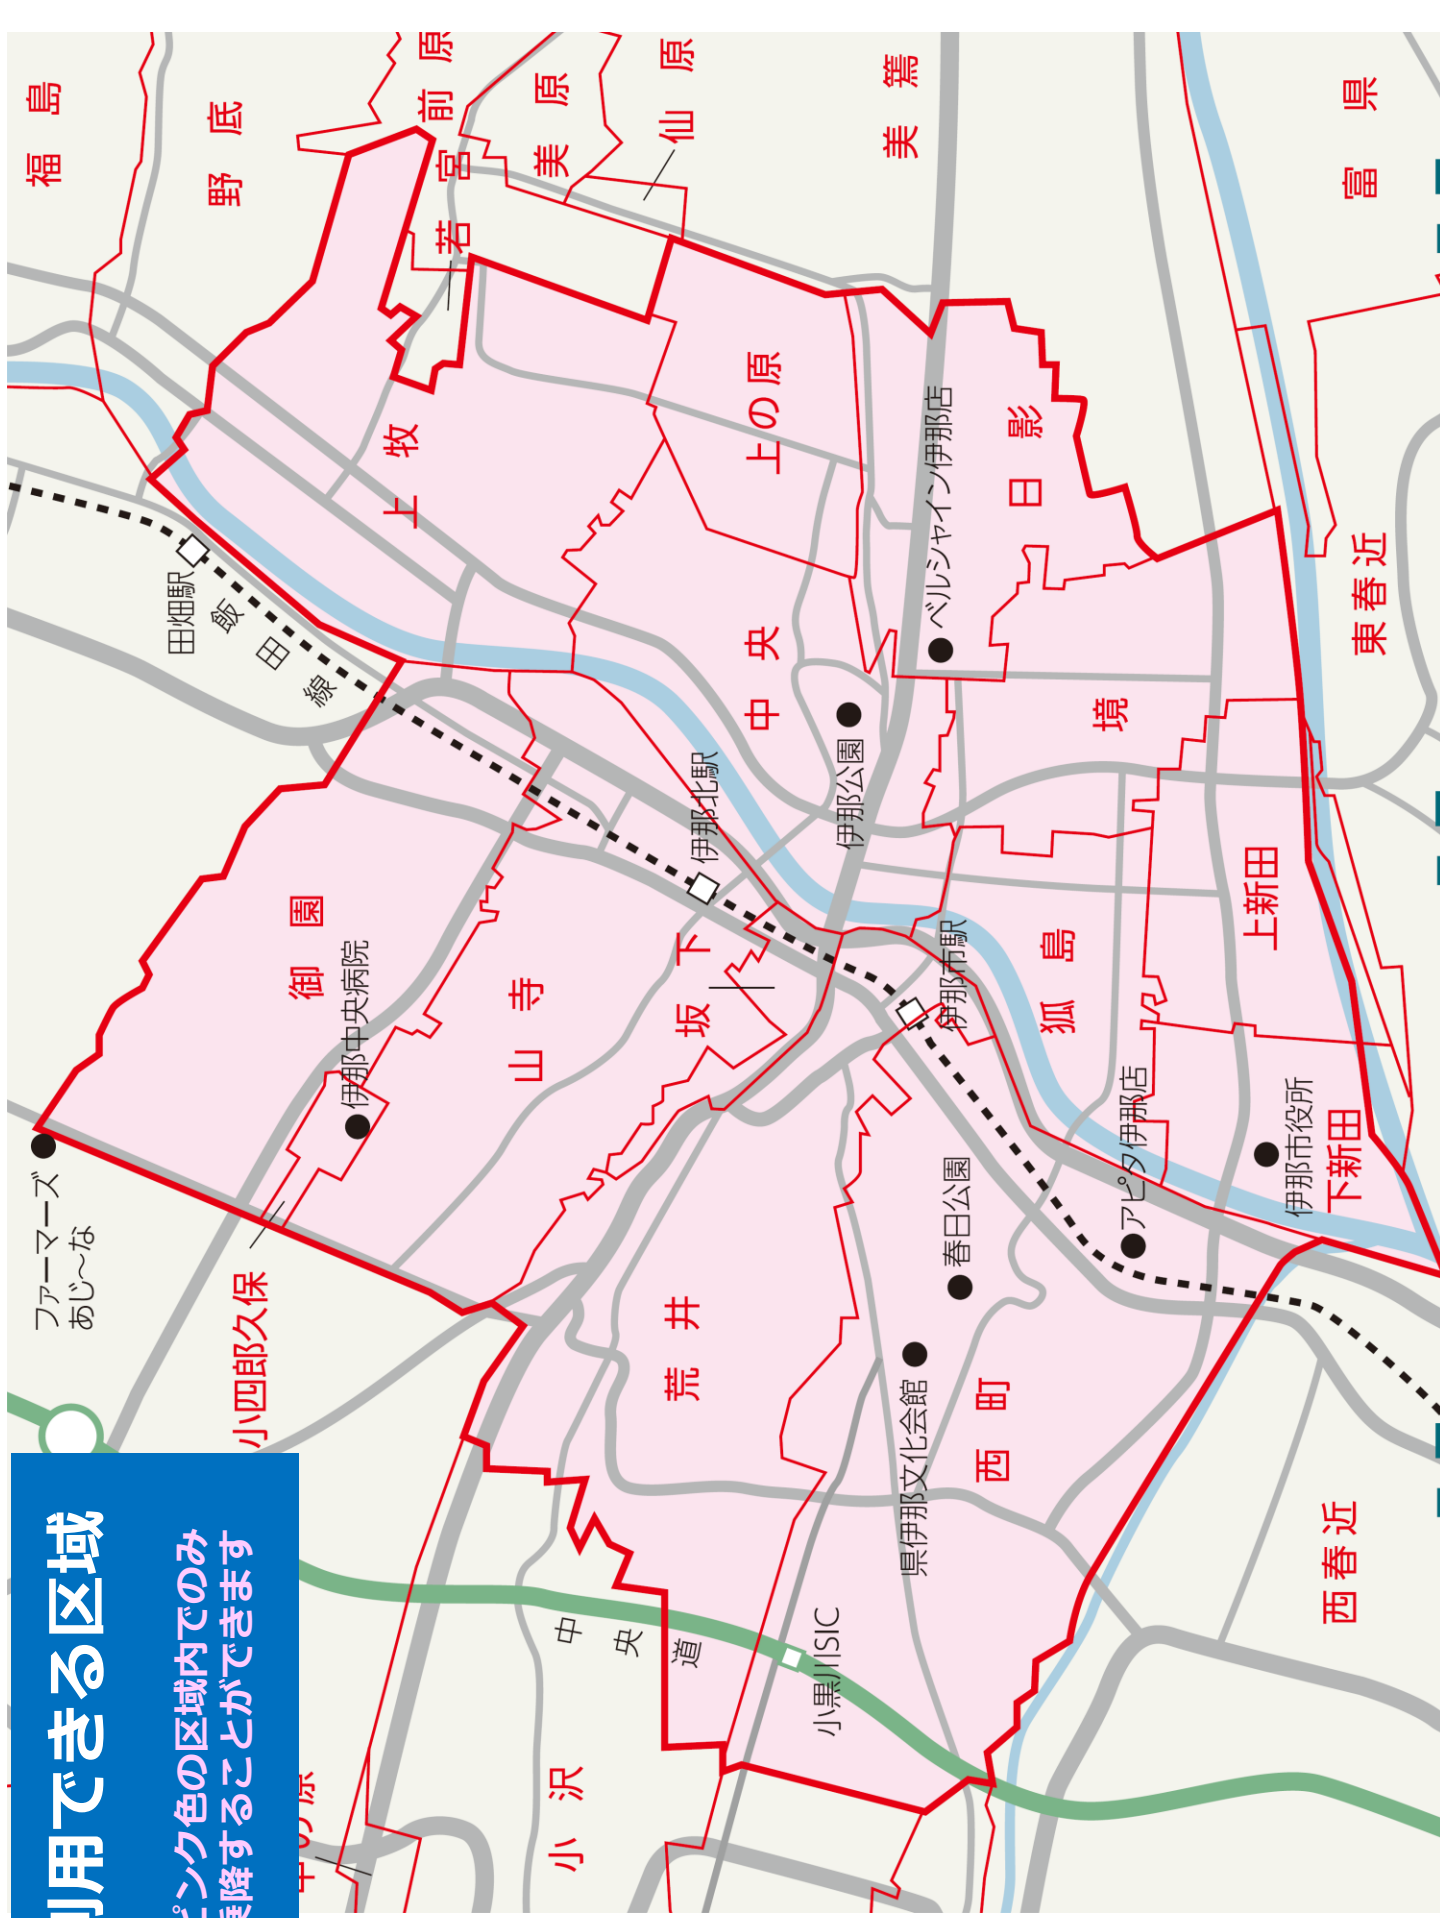 利用できる区域
ピンク色の区域内でのみ
乗降することができます
ファーマーズ
あじ〜な
小四郎久保
中の原
小沢
中央道
小黒川SIC
県伊那文化会館
西町
西春近
荒井
春日公園
アピタ伊那店
伊那市役所
下新田
上新田
御園
伊那中央病院
山寺
坂下
伊那北駅
伊那市駅
狐島
伊那公園
中央
境
ベルシャイン伊那店
日影
東春近
田畑駅
飯田線
上牧
上の原
福島
野底
前原
若宮
美原
仙原
美篶
富県